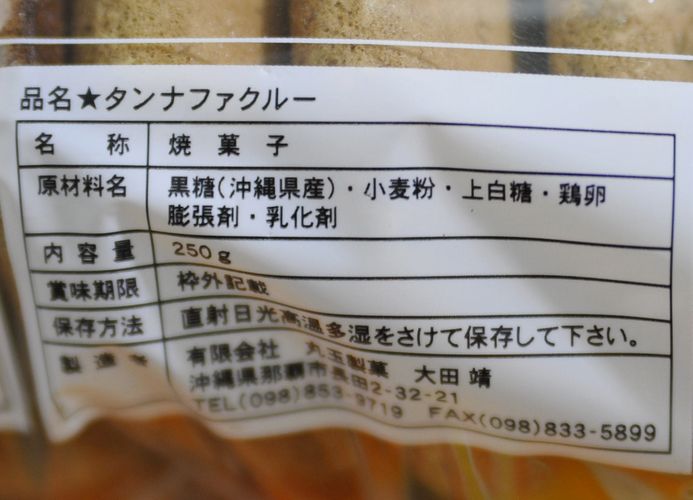 品名★タンナファクルー
名称 焼菓子
原材料名 黒糖(沖縄県産)・小麦粉・上白糖・鶏卵
膨張剤・乳化剤
内容量 250g
賞味期限 枠外記載
保存方法 直射日光高温多湿をさけて保存して下さい。
製造者 有限会社 丸玉製菓 大田 靖
沖縄県那覇市長田2-32-21
TEL(098)853-9719 FAX(098)833-5899